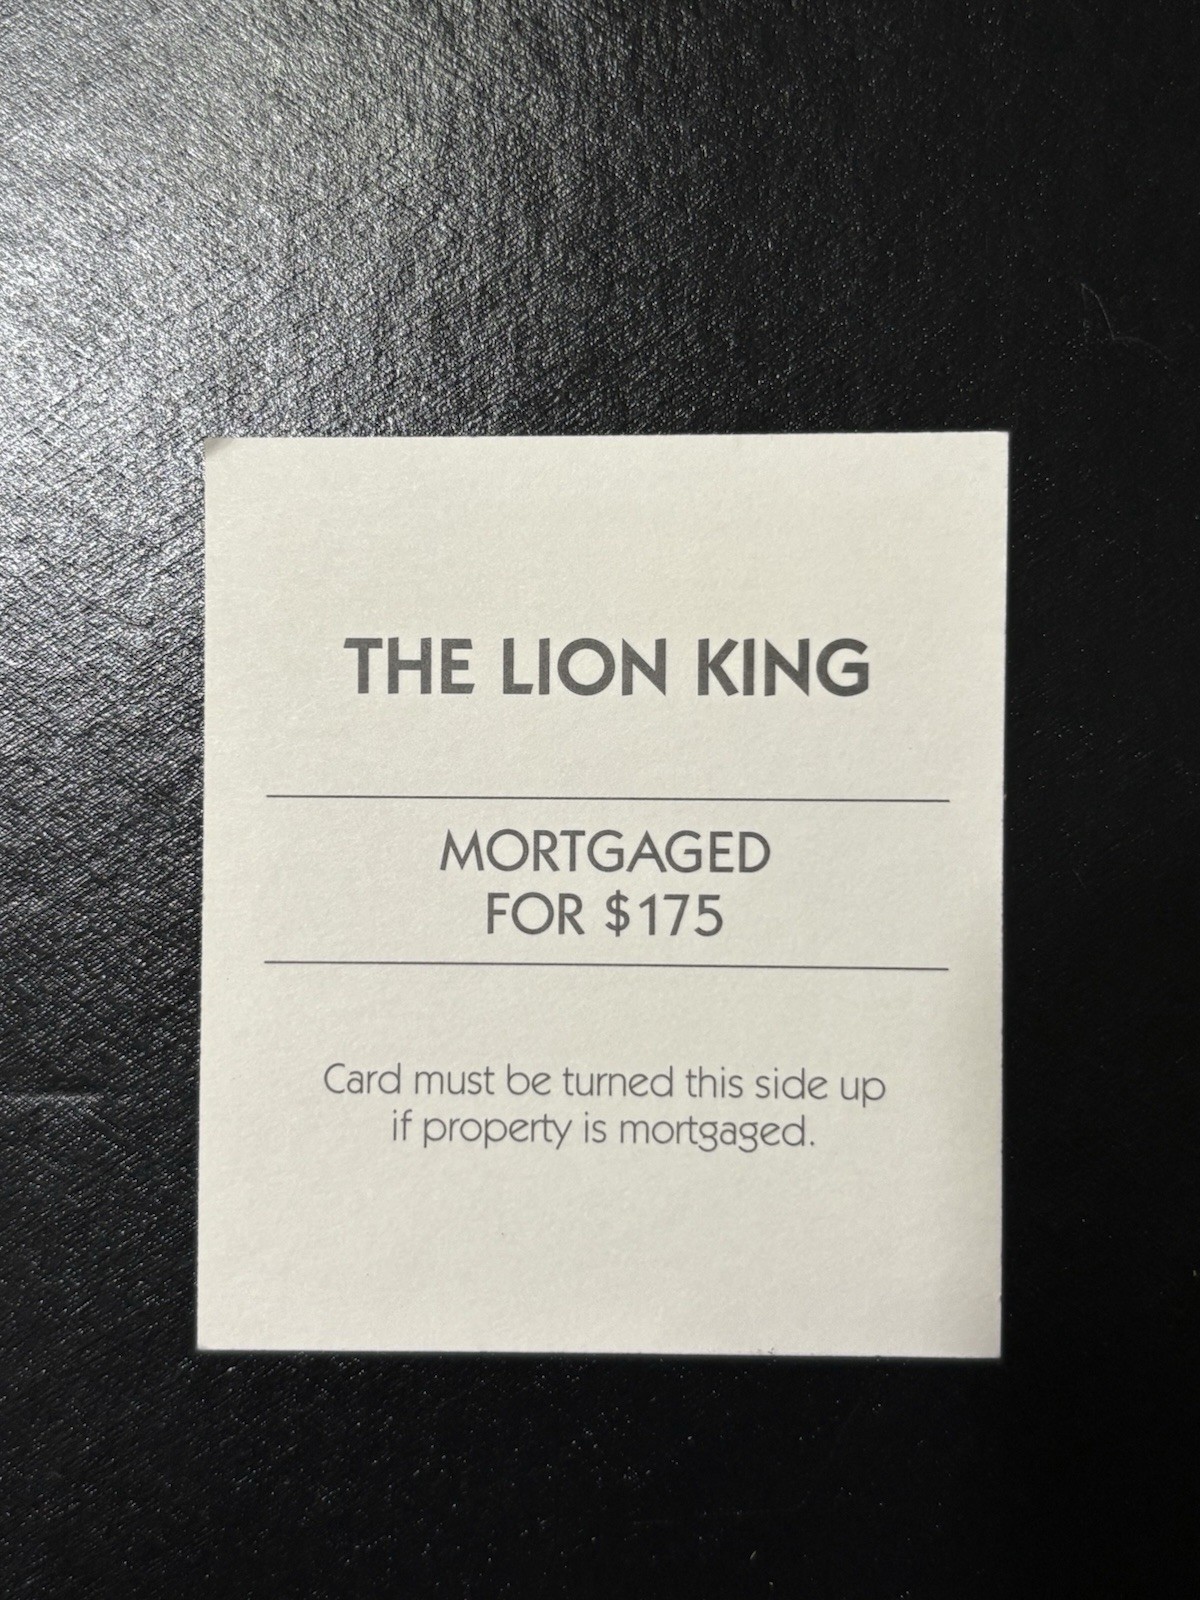 THE LION KING
MORTGAGED
FOR $175
Card must be turned this side up
if property is mortgaged.